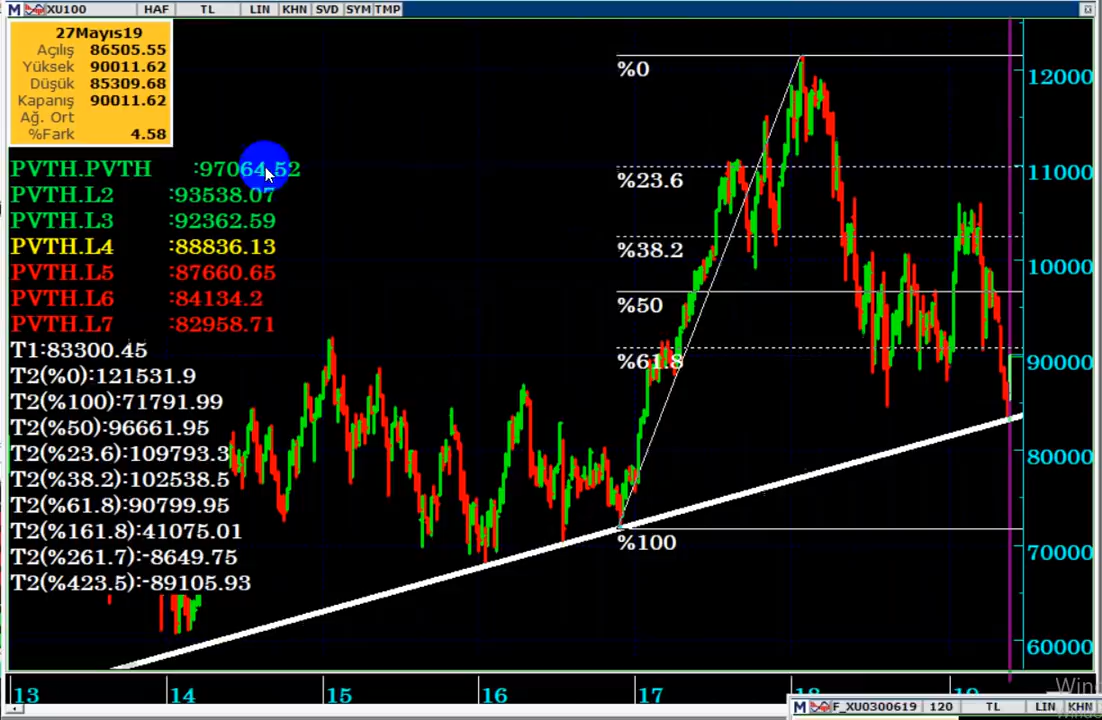 M XU100 HAF TL LIN KHN SVD SYM TMP
27Mayıs19
Açılış 86505.55
Yüksek 90011.62
Düşük 85309.68
Kapanış 90011.62
Ağ. Ort
%Fark 4.58
PVTH.PVTH :97064.52
PVTH.L2 :93538.07
PVTH.L3 :92362.59
PVTH.L4 :88836.13
PVTH.L5 :87660.65
PVTH.L6 :84134.2
PVTH.L7 :82958.71
T1:83300.45
T2(%0):121531.9
T2(%100):71791.99
T2(%50):96661.95
T2(%23.6):109793.3
T2(%38.2):102538.5
T2(%61.8):90799.95
T2(%161.8):41075.01
T2(%261.7):-8649.75
T2(%423.5):-89105.93
%0
%23.6
%38.2
%50
%61.8
%100
12000
11000
10000
90000
80000
70000
60000
13 14 15 16 17 18 19
M F_XU0300619 120 TL LIN KHN